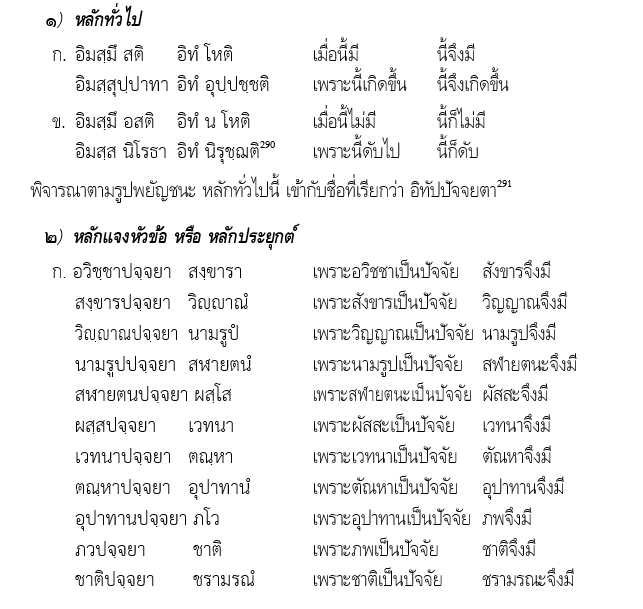 ๑) หลักทั่วไป
ก. อิมสฺมึ สติ อิทํ โหติ เมื่อนี้มี นี้จึงมี
อิมสฺสุปฺปาทา อิทํ อุปฺปชฺชติ เพราะนี้เกิดขึ้น นี้จึงเกิดขึ้น
ข. อิมสฺมึ อสติ อิทํ น โหติ เมื่อนี้ไม่มี นี้ก็ไม่มี
อิมสฺส นิโรธา อิทํ นิรุชฺฌติ290 เพราะนี้ดับไป นี้ก็ดับ
พิจารณาตามรูปพยัญชนะ หลักทั่วไปนี้ เข้ากับชื่อที่เรียกว่า อิทัปปัจจยตา291
๒) หลักแจงหัวข้อ หรือ หลักประยุกต์
ก. อวิชฺชาปจฺจยา สงฺขารา เพราะอวิชชาเป็นปัจจัย สังขารจึงมี
สงฺขารปจฺจยา วิญฺญาณํ เพราะสังขารเป็นปัจจัย วิญญาณจึงมี
วิญฺญาณปจฺจยา นามรูปํ เพราะวิญญาณเป็นปัจจัย นามรูปจึงมี
นามรูปปจฺจยา สฬายตนํ เพราะนามรูปเป็นปัจจัย สฬายตนะจึงมี
สฬายตนปจฺจยา ผสฺโส เพราะสฬายตนะเป็นปัจจัย ผัสสะจึงมี
ผสฺสปจฺจยา เวทนา เพราะผัสสะเป็นปัจจัย เวทนาจึงมี
เวทนาปจฺจยา ตณฺหา เพราะเวทนาเป็นปัจจัย ตัณหาจึงมี
ตณฺหาปจฺจยา อุปาทานํ เพราะตัณหาเป็นปัจจัย อุปาทานจึงมี
อุปาทานปจฺจยา ภโว เพราะอุปาทานเป็นปัจจัย ภพจึงมี
ภวปจฺจยา ชาติ เพราะภพเป็นปัจจัย ชาติจึงมี
ชาติปจฺจยา ชรามรณํ เพราะชาติเป็นปัจจัย ชรามรณะจึงมี